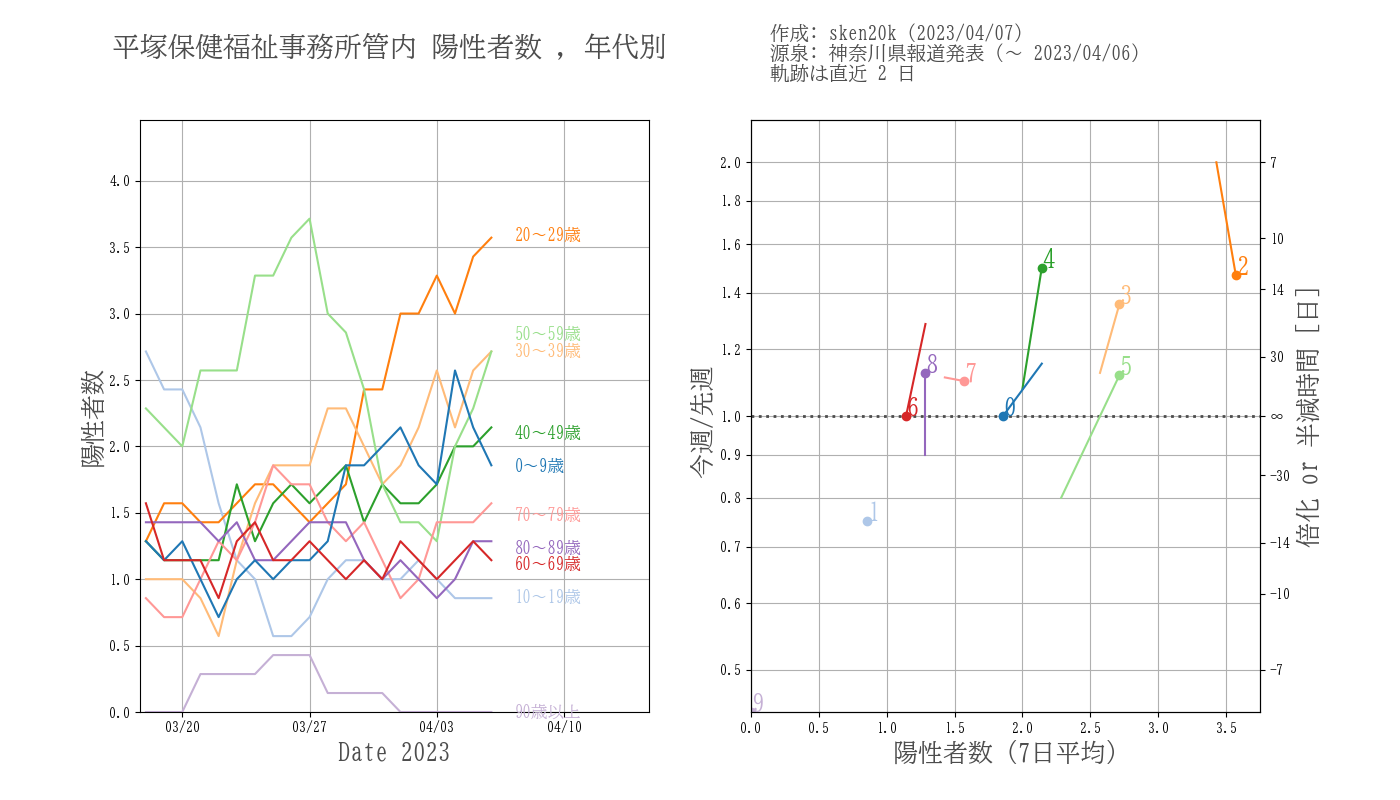 平塚保健福祉事務所管内 陽性者数 , 年代別
作成: sken20k (2023/04/07)
源泉: 神奈川県報道発表 (〜 2023/04/06)
軌跡は直近 2 日
陽性者数
4.0
3.5
3.0
2.5
2.0
1.5
1.0
0.5
0.0
03/20
03/27
04/03
04/10
Date 2023
20〜29歳
50〜59歳
30〜39歳
40〜49歳
0〜9歳
70〜79歳
80〜89歳
60〜69歳
10〜19歳
90歳以上
今週/先週
2.0
1.8
1.6
1.4
1.2
1.0
0.9
0.8
0.7
0.6
0.5
2
4
3
8
7
5
6
0
1
9
0.0
0.5
1.0
1.5
2.0
2.5
3.0
3.5
陽性者数 (7日平均)
7
10
14
30
∞
−30
−14
−10
−7
倍化 or 半減時間 [日]